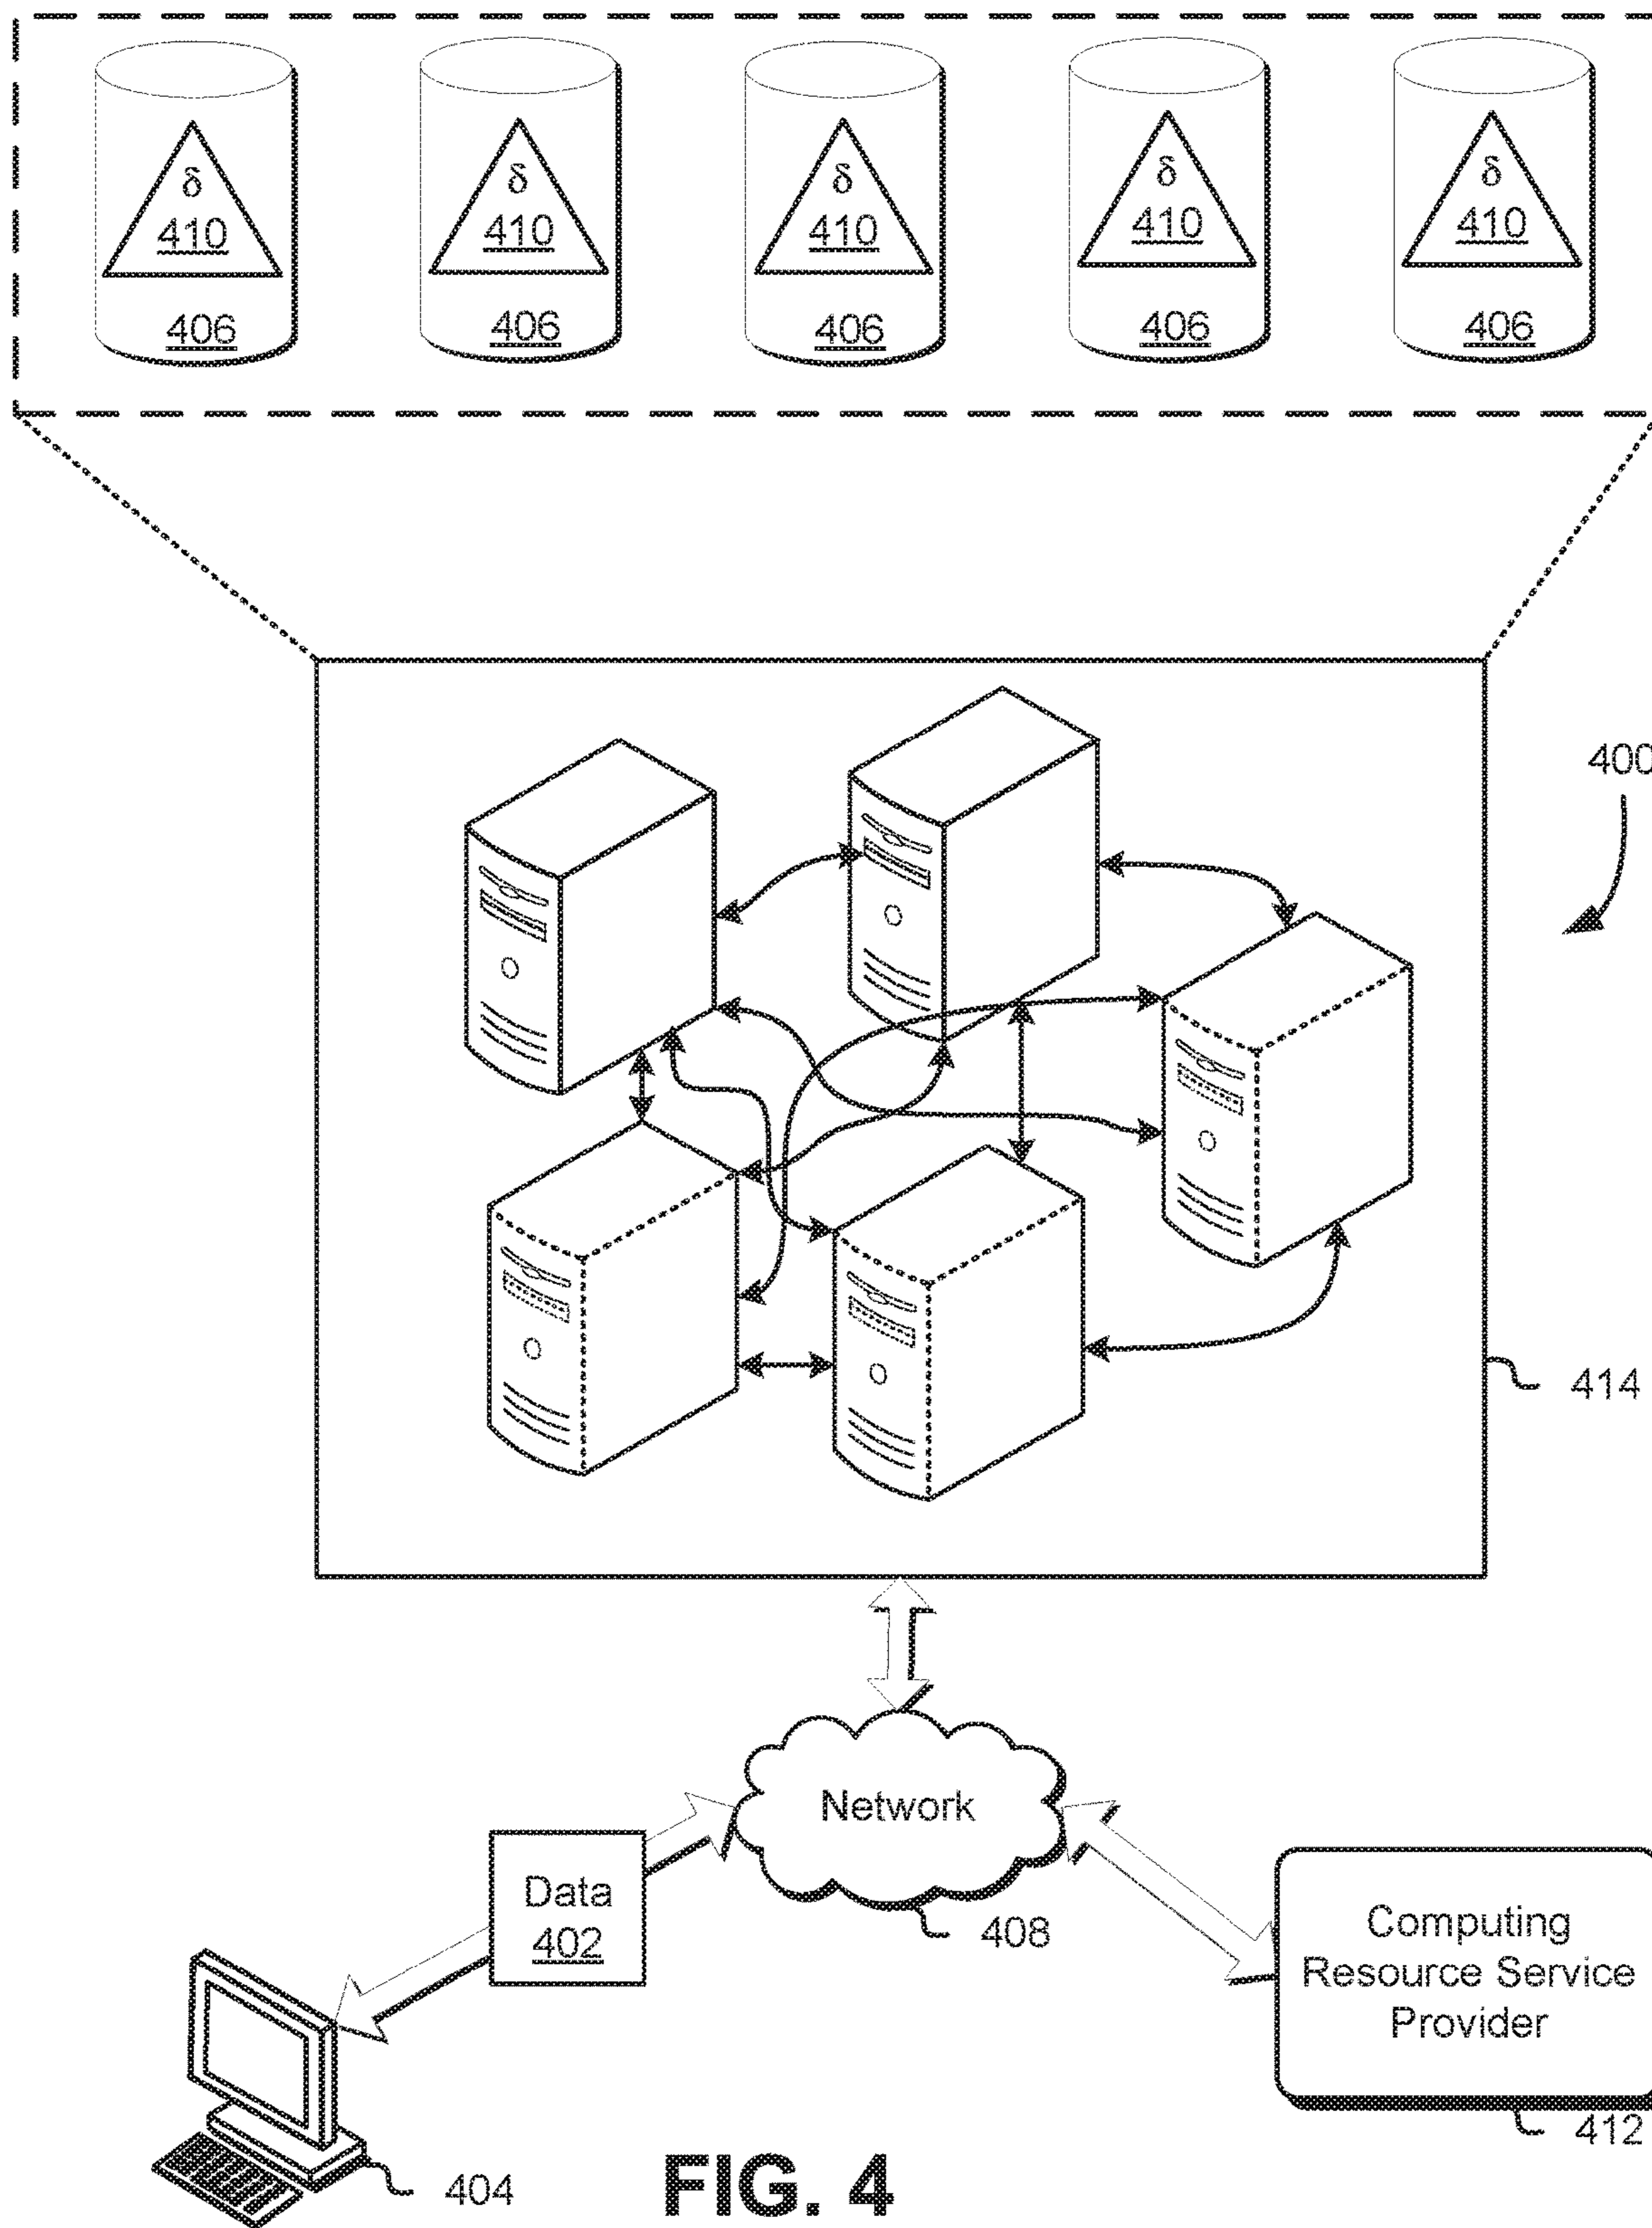 δ δ δ δ δ
410 410 410 410 410
406 406 406 406 406
400
414
Network
408
Data
402
Computing
Resource Service
Provider
412
404
FIG. 4